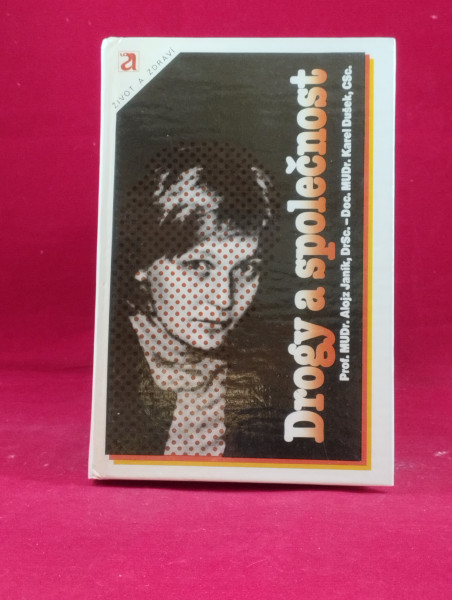 a
ŽIVOT A ZDRAVÍ
Drogy a společnost
Prof. MUDr. Alojz Janík, DrSc. – Doc. MUDr. Karel Dušek, CSc.